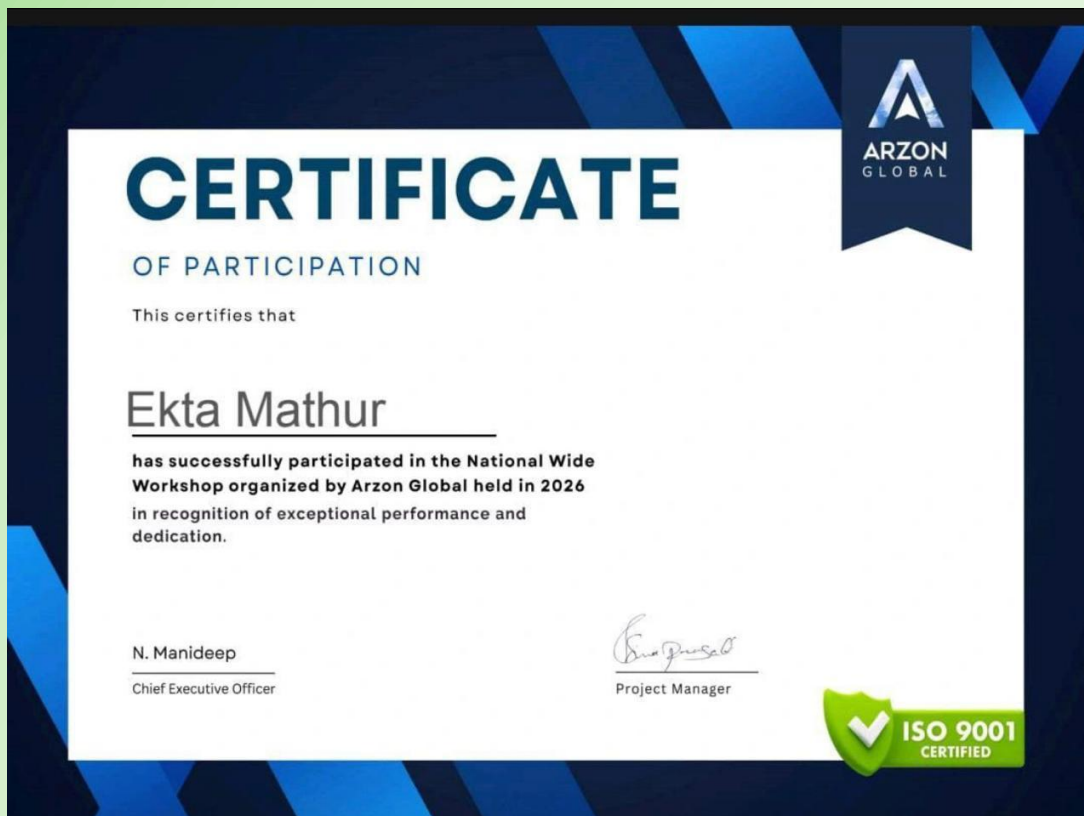 ARZON
GLOBAL
CERTIFICATE
OF PARTICIPATION
This certifies that
Ekta Mathur
has successfully participated in the National Wide
Workshop organized by Arzon Global held in 2026
in recognition of exceptional performance and
dedication.
N. Manideep
Chief Executive Officer
Project Manager
ISO 9001
CERTIFIED